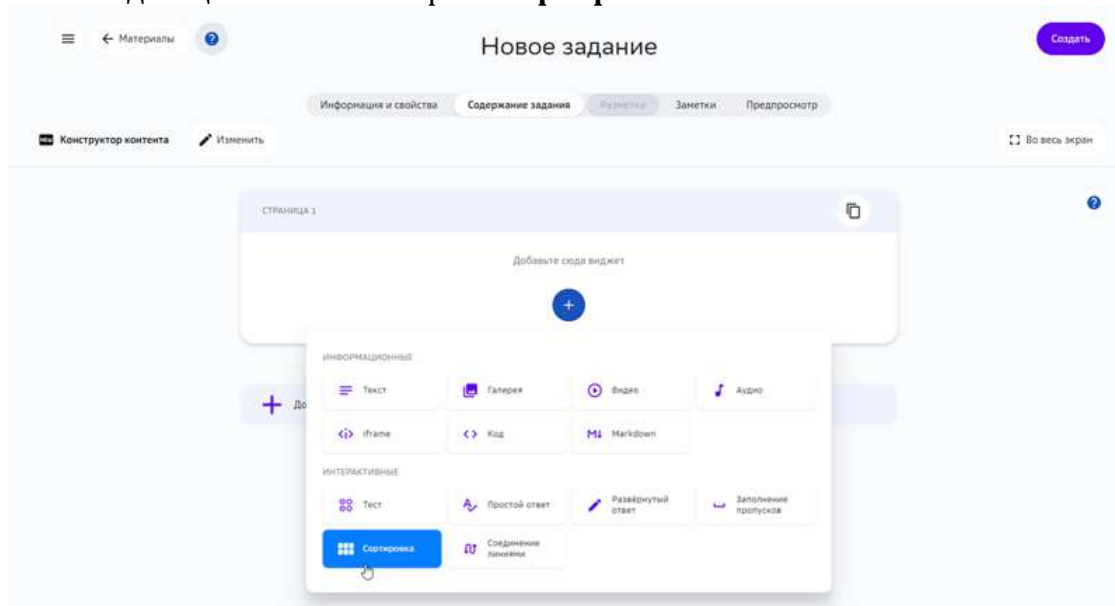 Материалы
Новое задание
Создать
Информация и свойства Содержание задания Разметка Заметки Предпросмотр
NEW Конструктор контента Изменить Во весь экран
СТРАНИЦА 1
Добавьте сюда виджет
ИНФОРМАЦИОННЫЕ
Текст Галерея Видео Аудио
До
iframe Код Markdown
ИНТЕРАКТИВНЫЕ
Тест Простой ответ Развёрнутый ответ Заполнение пропусков
Сортировка Соединение линиями